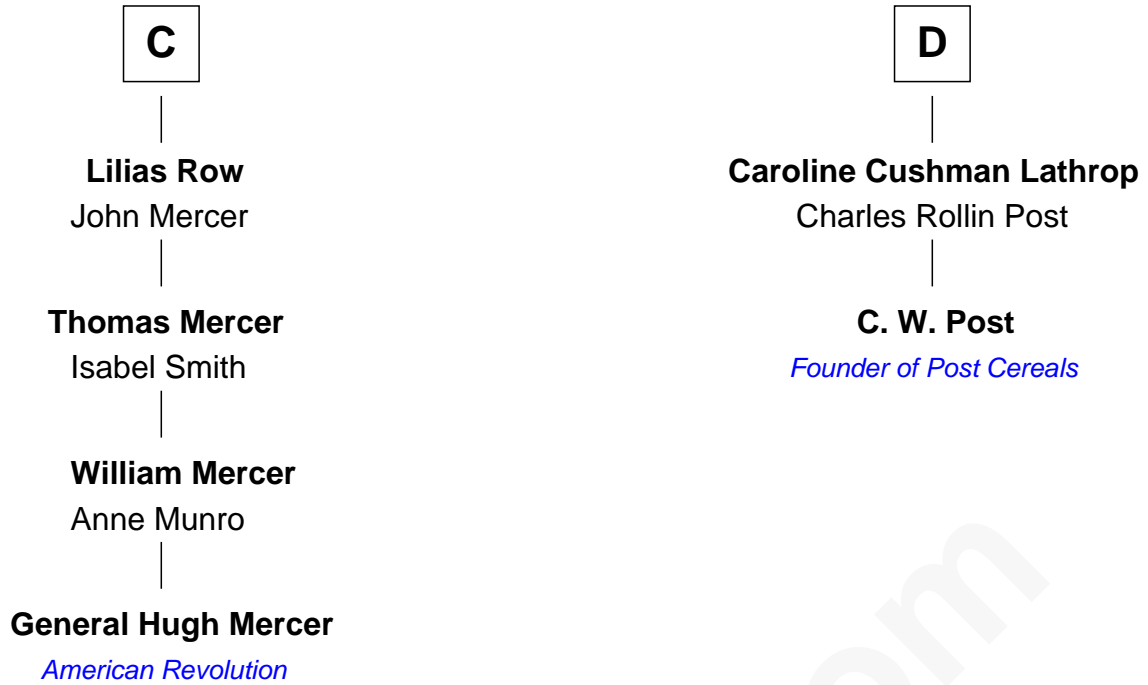 C
Lilias Row
John Mercer
Thomas Mercer
Isabel Smith
William Mercer
Anne Munro
General Hugh Mercer
American Revolution
D
Caroline Cushman Lathrop
Charles Rollin Post
C. W. Post
Founder of Post Cereals
om